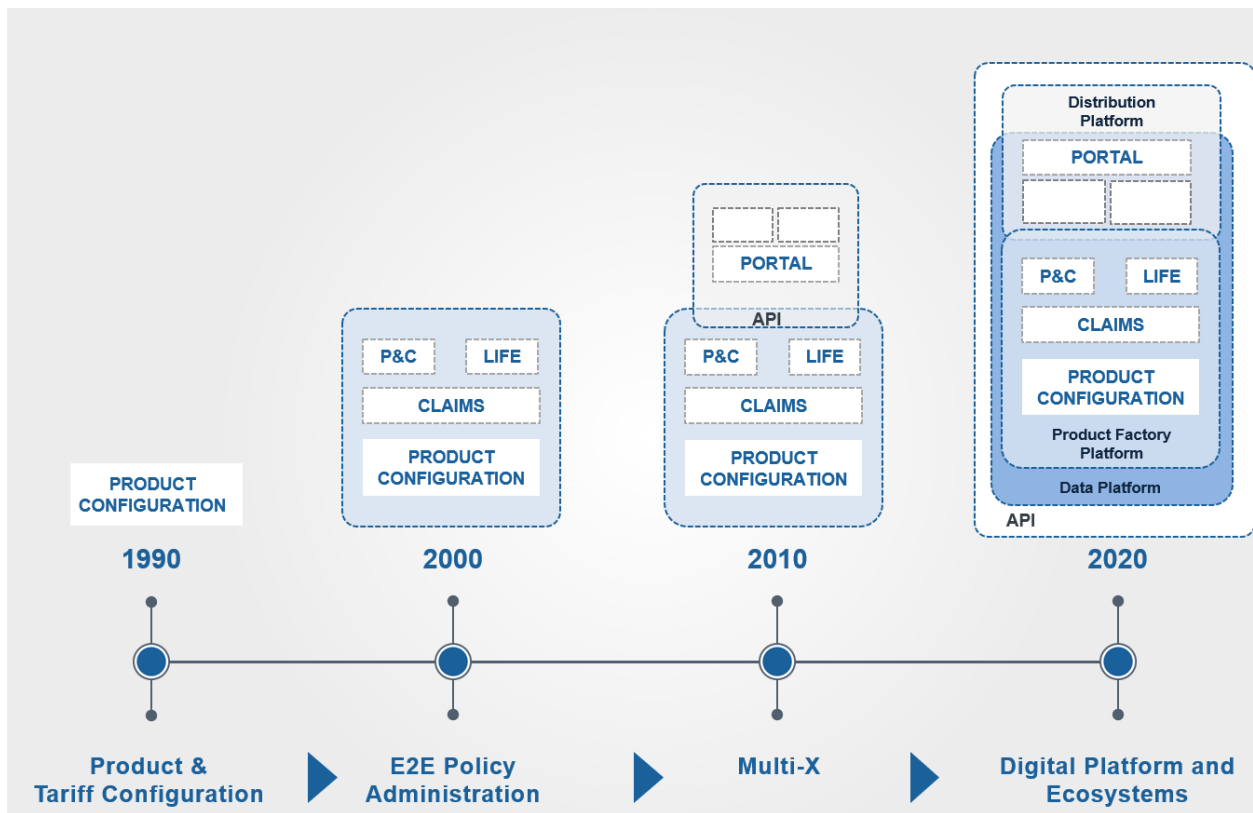 PRODUCT
CONFIGURATION
1990
P&C
LIFE
CLAIMS
PRODUCT
CONFIGURATION
2000
PORTAL
API
P&C
LIFE
CLAIMS
PRODUCT
CONFIGURATION
2010
Distribution
Platform
PORTAL
P&C
LIFE
CLAIMS
PRODUCT
CONFIGURATION
Product Factory
Platform
Data Platform
API
2020
Product &
Tariff Configuration
E2E Policy
Administration
Multi-X
Digital Platform and
Ecosystems